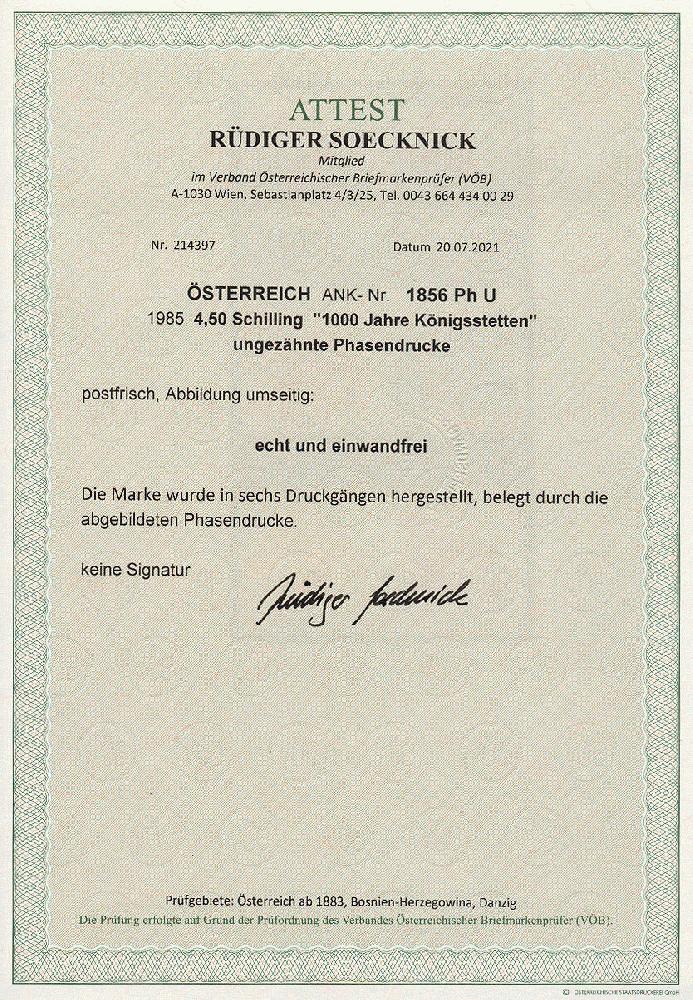 ATTEST
RÜDIGER SOECKNICK
Mitglied
im Verband Österreichischer Briefmarkenprüfer (VÖB)
A-1030 Wien, Sebastianplatz 4/3/25, Tel. 0043 664 434 00 29
Nr. 214397 Datum 20.07.2021
ÖSTERREICH ANK-Nr 1856 Ph U
1985 4,50 Schilling "1000 Jahre Königsstetten"
ungezähnte Phasendrucke
postfrisch, Abbildung umseitig:
echt und einwandfrei
Die Marke wurde in sechs Druckgängen hergestellt, belegt durch die
abgebildeten Phasendrucke.
keine Signatur
Rüdiger Soecknick
Prüfgebiete: Österreich ab 1883, Bosnien-Herzegowina, Danzig
Die Prüfung erfolgte auf Grund der Prüfordnung des Verbandes Österreichischer Briefmarkenprüfer (VÖB).
© ÖSTERREICHISCHE STAATSDRUCKEREI GmbH